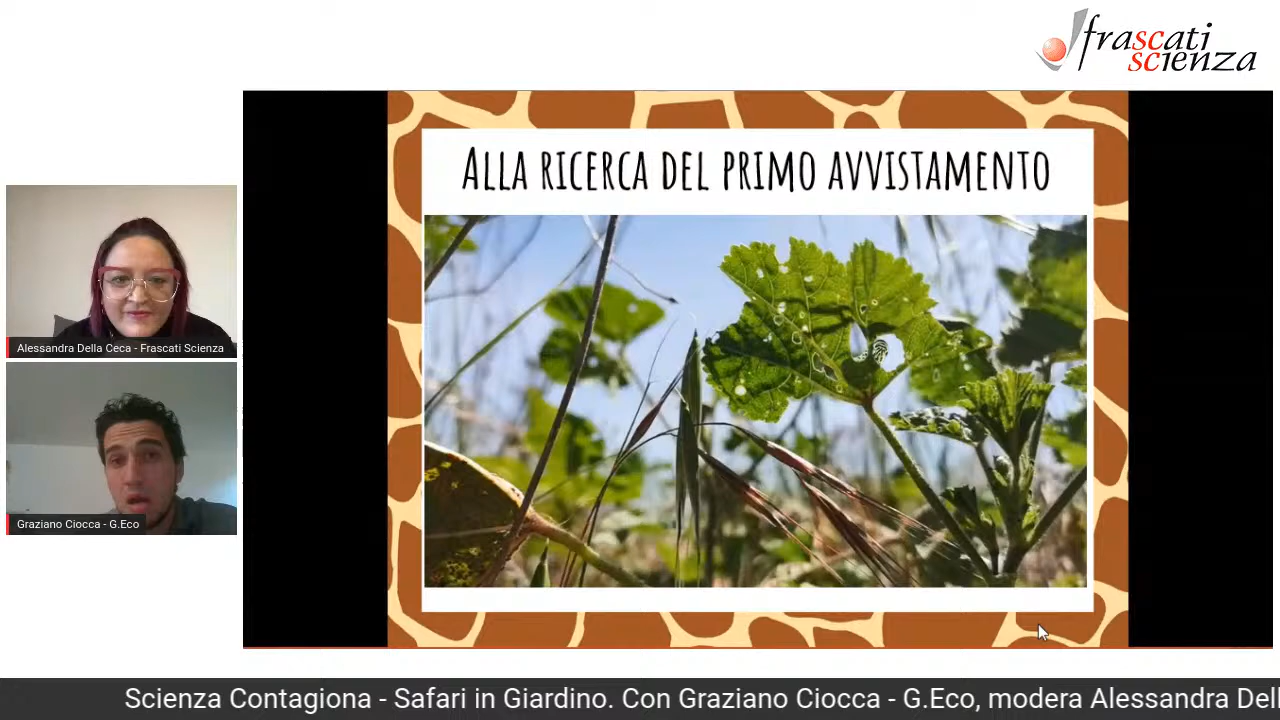 frascati
scienza
ALLA RICERCA DEL PRIMO AVVISTAMENTO
Alessandra Della Ceca - Frascati Scienza
Graziano Ciocca - G.Eco
Scienza Contagiona - Safari in Giardino. Con Graziano Ciocca - G.Eco, modera Alessandra Dell